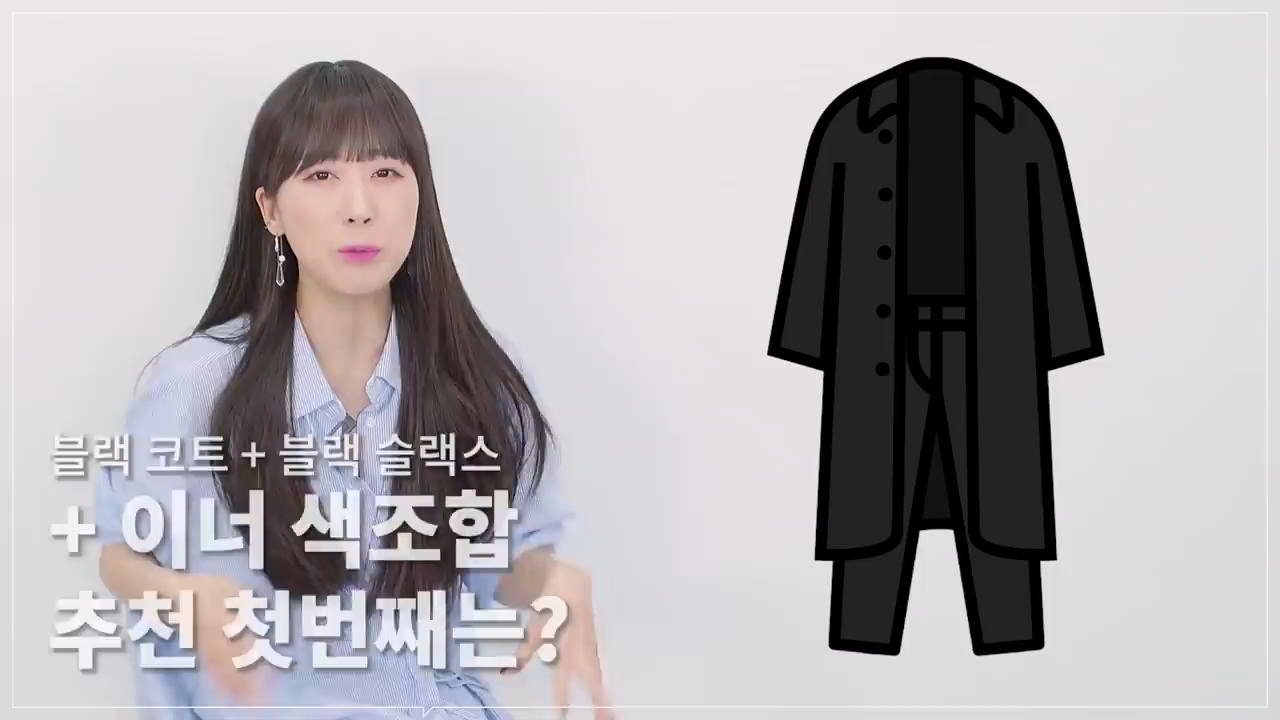 블랙 코트 + 블랙 슬랙스
+ 이너 색조합
추천 첫번째는?